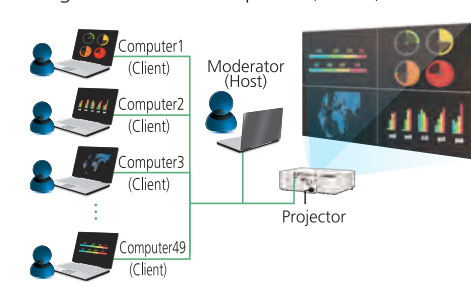 Computer1
(Client)
Computer2
(Client)
Computer3
(Client)
Computer49
(Client)
Moderator
(Host)
Projector